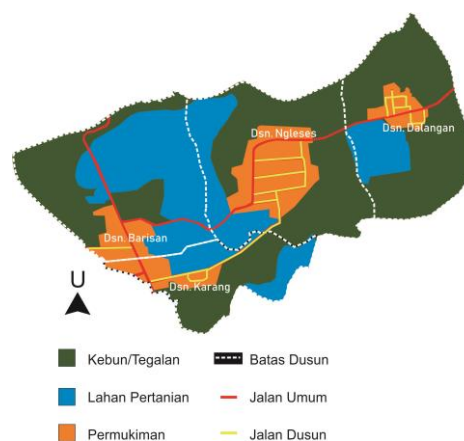 Dsn. Ngleses
Dsn. Dalangan
Dsn. Barisan
Dsn. Karang
U
Kebun/Tegalan
Batas Dusun
Lahan Pertanian
Jalan Umum
Permukiman
Jalan Dusun